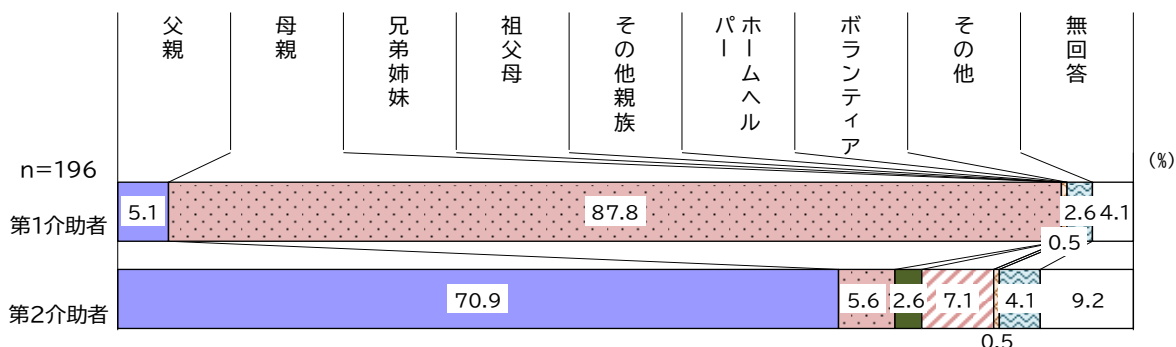 父親
母親
兄弟姉妹
祖父母
その他親族
ホームヘル
パー
ボランティア
その他
無回答
(%)
n=196
第1介助者
5.1
87.8
2.6
4.1
0.5
第2介助者
70.9
5.6
2.6
7.1
4.1
9.2
0.5